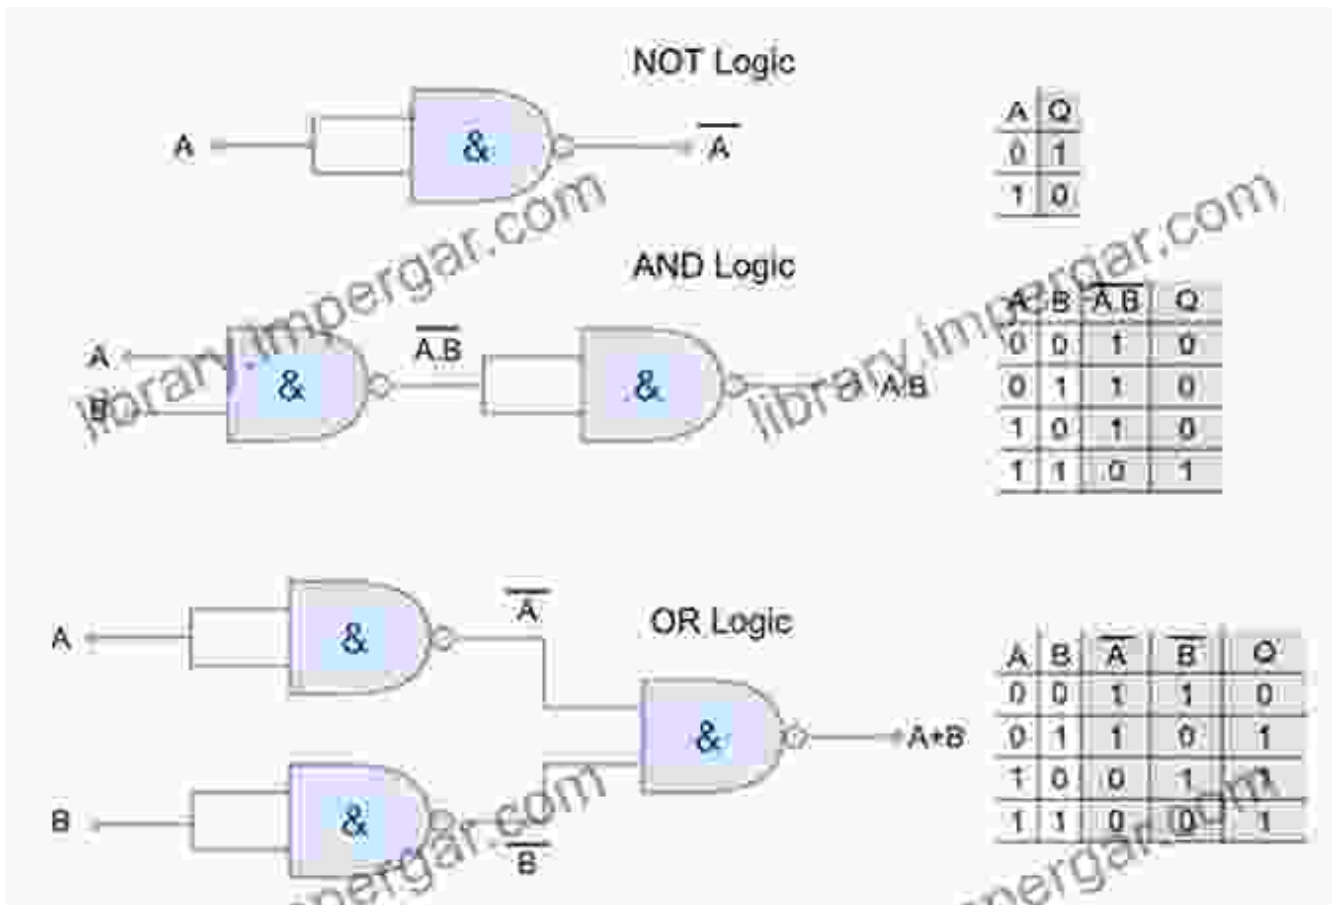 NOT Logic
A
&
A̅
A Q
0 1
1 0
AND Logic
A
B
&
A̅.̅B̅
&
A.B
A B A̅.̅B̅ Q
0 0 1 0
0 1 1 0
1 0 1 0
1 1 0 1
OR Logic
A
&
A̅
B
&
B̅
&
A+B
A B A̅ B̅ Q
0 0 1 1 0
0 1 1 0 1
1 0 0 1 1
1 1 0 0 1
library.impergar.com
library.impergar.com
pergar.com
pergar.com